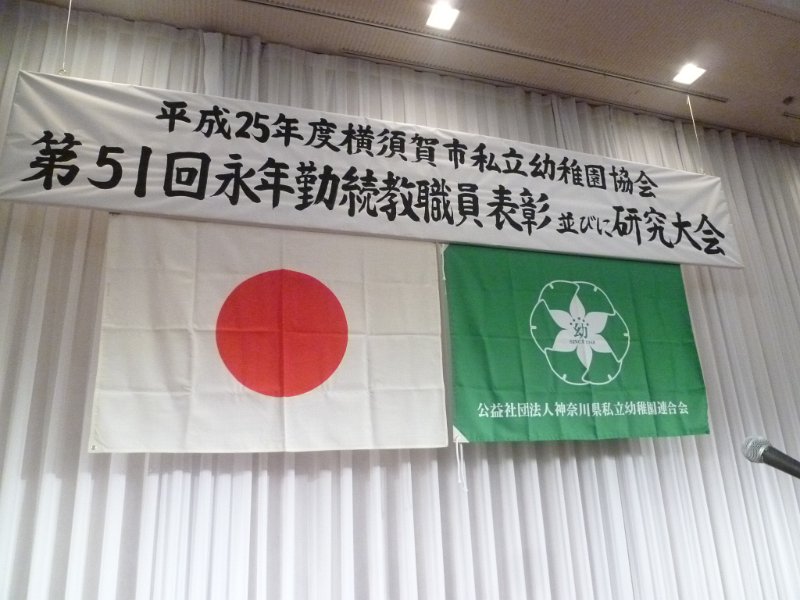 平成25年度横須賀市私立幼稚園協会
第51回永年勤続教職員表彰並びに研究大会
幼
公益社団法人神奈川県私立幼稚園連合会